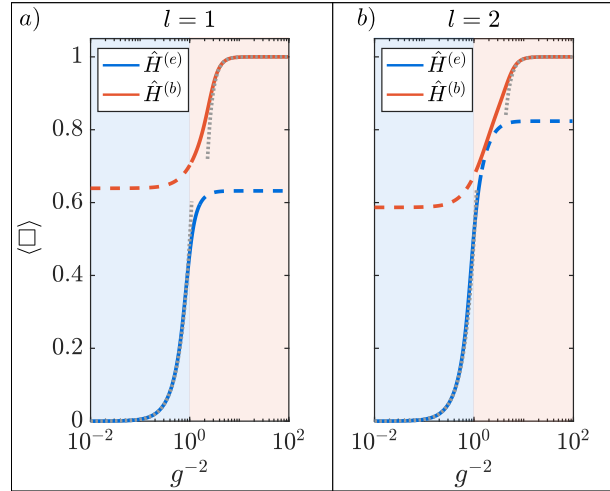 a) l = 1
Ĥ^(e)
Ĥ^(b)
⟨□⟩
1
0.8
0.6
0.4
0.2
0
10^−2 10^0 10^2
g^−2
b) l = 2
Ĥ^(e)
Ĥ^(b)
10^−2 10^0 10^2
g^−2